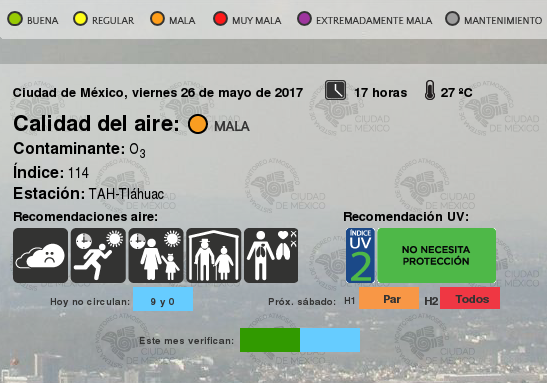 BUENA REGULAR MALA MUY MALA EXTREMADAMENTE MALA MANTENIMIENTO
Ciudad de México, viernes 26 de mayo de 2017 17 horas 27 ºC
Calidad del aire: MALA
Contaminante: O3
Índice: 114
Estación: TAH-Tláhuac
Recomendaciones aire: Recomendación UV:
ÍNDICE
UV
2
NO NECESITA
PROTECCIÓN
Hoy no circulan: 9 y 0 Próx. sábado: H1 Par H2 Todos
Este mes verifican:
CIUDAD
DE MÉXICO